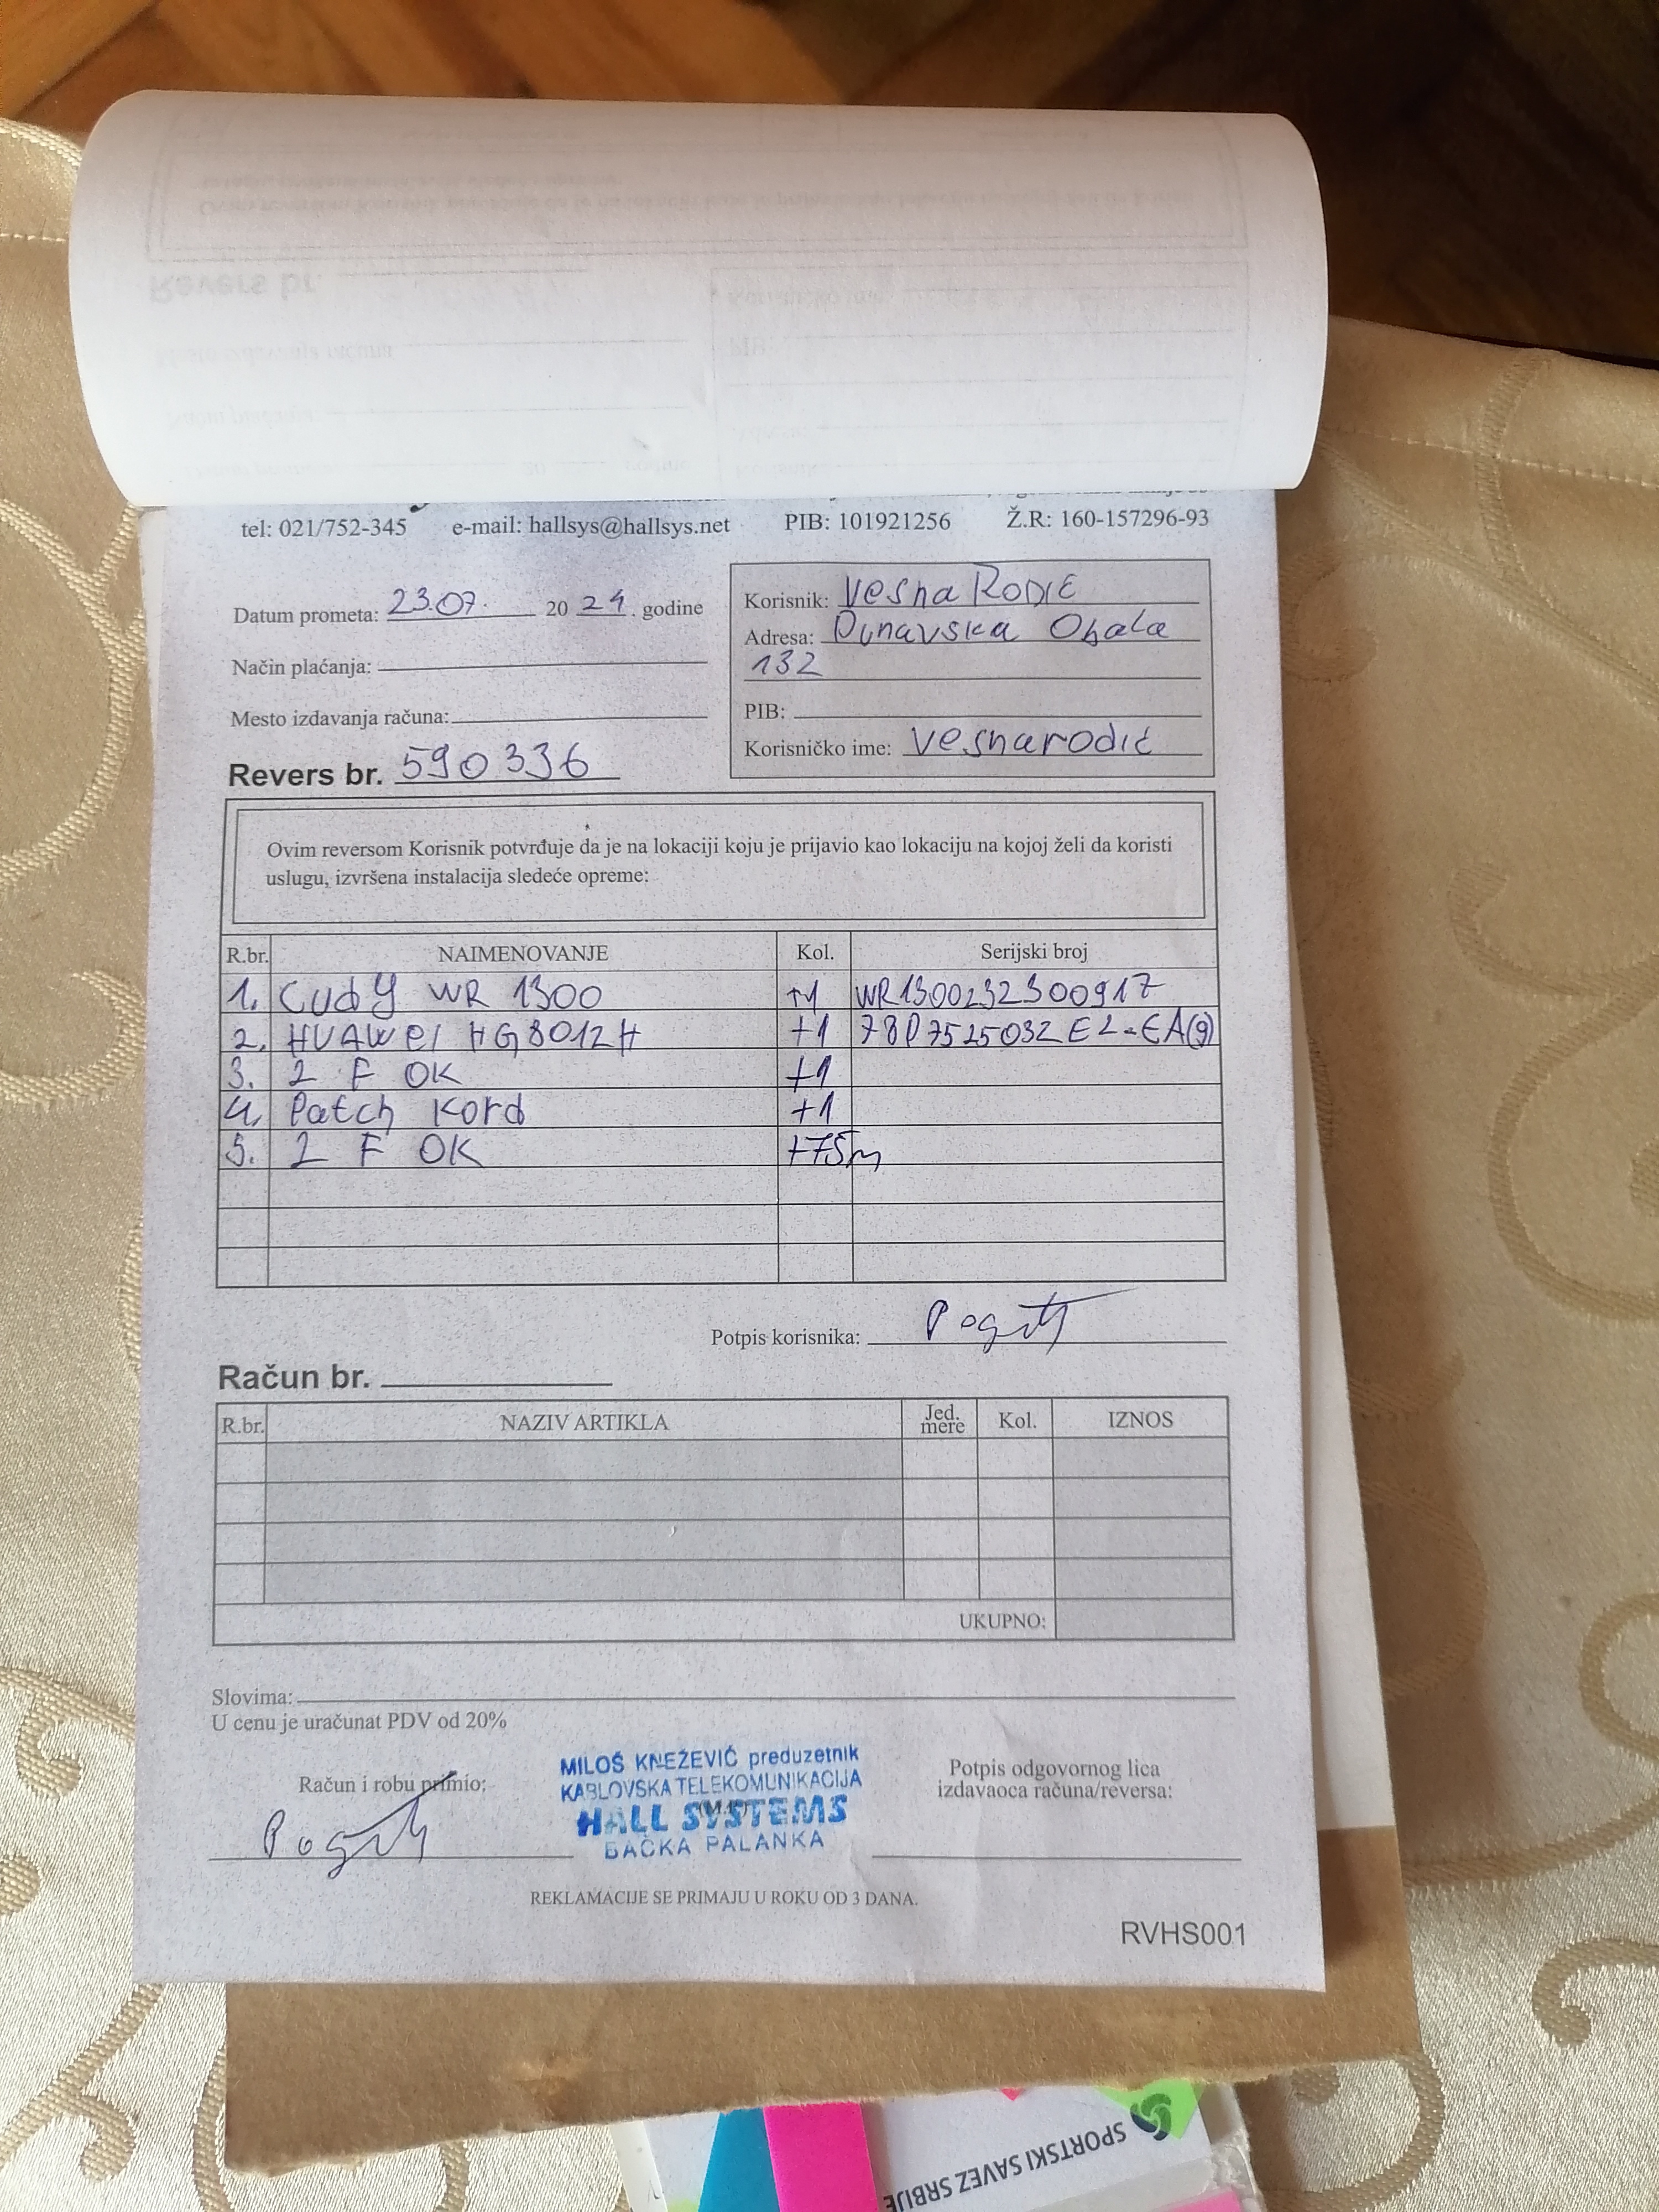 tel: 021/752-345 e-mail: hallsys@hallsys.net PIB: 101921256 Ž.R: 160-157296-93
Datum prometa: 23.07. 20 24. godine
Način plaćanja:
Mesto izdavanja računa:
Revers br. 590336
Korisnik: Vesna Rodić
Adresa: Dunavska Obala
132
PIB:
Korisničko ime: vesnarodić
Ovim reversom Korisnik potvrđuje da je na lokaciji koju je prijavio kao lokaciju na kojoj želi da koristi
uslugu, izvršena instalacija sledeće opreme:
R.br. NAIMENOVANJE Kol. Serijski broj
1. Cudy WR 1300 +1 WR1300232300917
2. HUAWEI HG8012H +1 78D7525032E2-EA(9)
3. 2 F OK +1
4. Patch Kord +1
5. 2 F OK +75m
Potpis korisnika:
Račun br.
R.br. NAZIV ARTIKLA Jed. mere Kol. IZNOS
UKUPNO:
Slovima:
U cenu je uračunat PDV od 20%
Račun i robu primio:
MILOŠ KNEŽEVIĆ preduzetnik
KABLOVSKA TELEKOMUNIKACIJA
HALL SYSTEMS
BAČKA PALANKA
Potpis odgovornog lica
izdavaoca računa/reversa:
REKLAMACIJE SE PRIMAJU U ROKU OD 3 DANA.
RVHS001
SPORTSKI SAVEZ SRBIJE